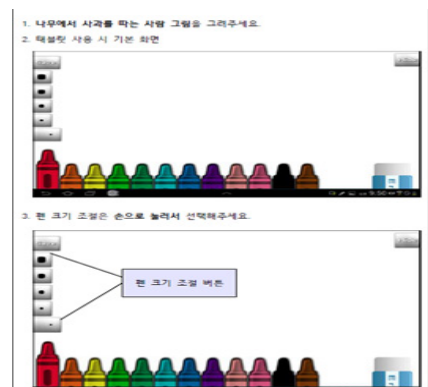 1. 나무에서 사과를 따는 사람 그림을 그려주세요.
2. 태블릿 사용 시 기본 화면
9:50
3. 펜 크기 조절은 손으로 눌러서 선택해주세요.
펜 크기 조절 버튼